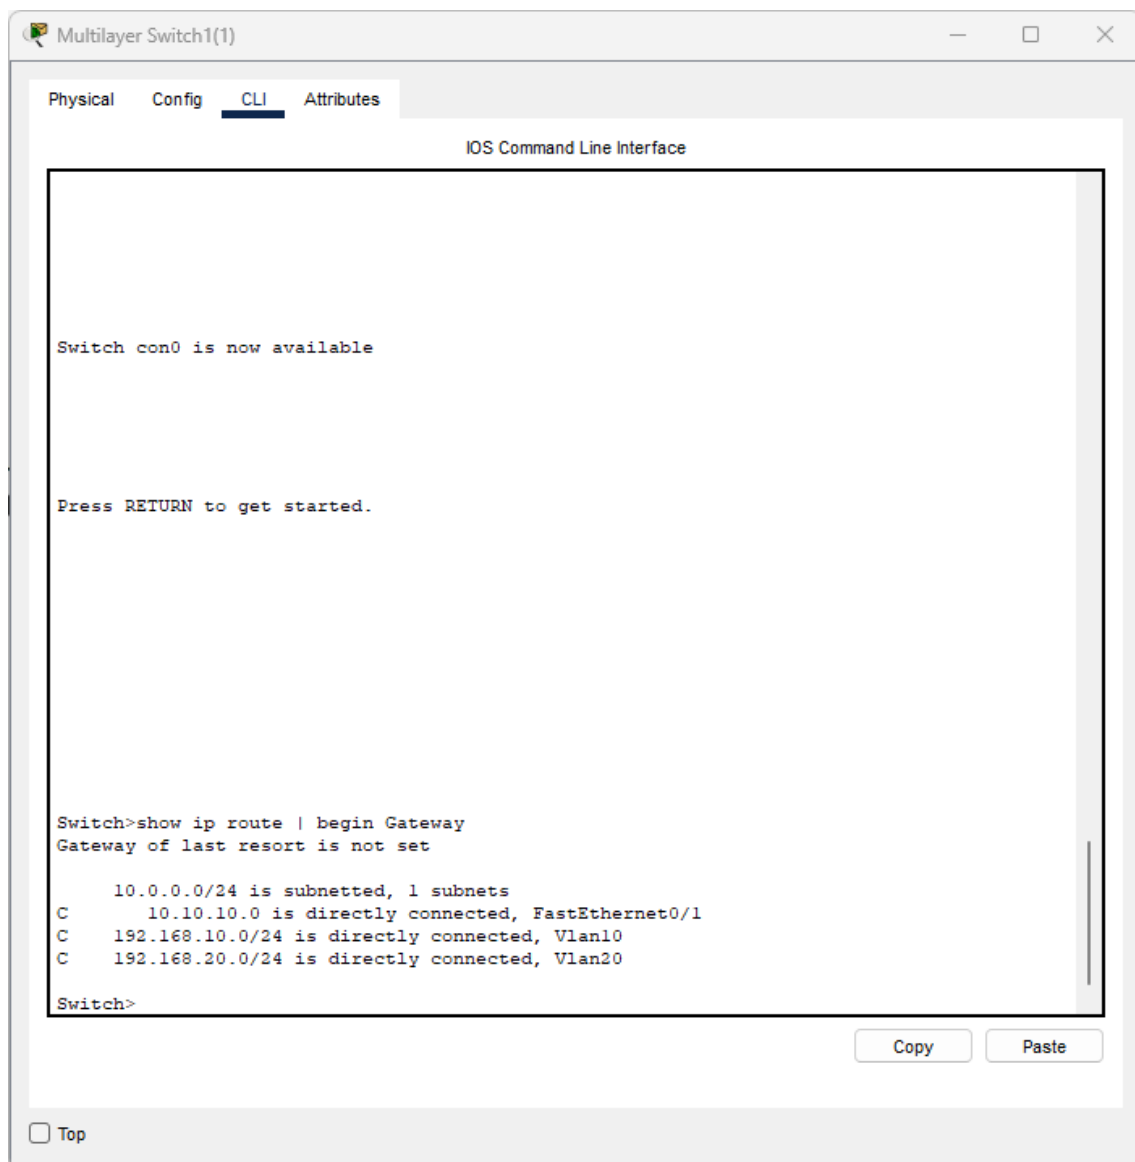 Multilayer Switch1(1)
Physical Config CLI Attributes
IOS Command Line Interface
Switch con0 is now available
Press RETURN to get started.
Switch>show ip route | begin Gateway
Gateway of last resort is not set
10.0.0.0/24 is subnetted, 1 subnets
C 10.10.10.0 is directly connected, FastEthernet0/1
C 192.168.10.0/24 is directly connected, Vlan10
C 192.168.20.0/24 is directly connected, Vlan20
Switch>
Copy Paste
Top